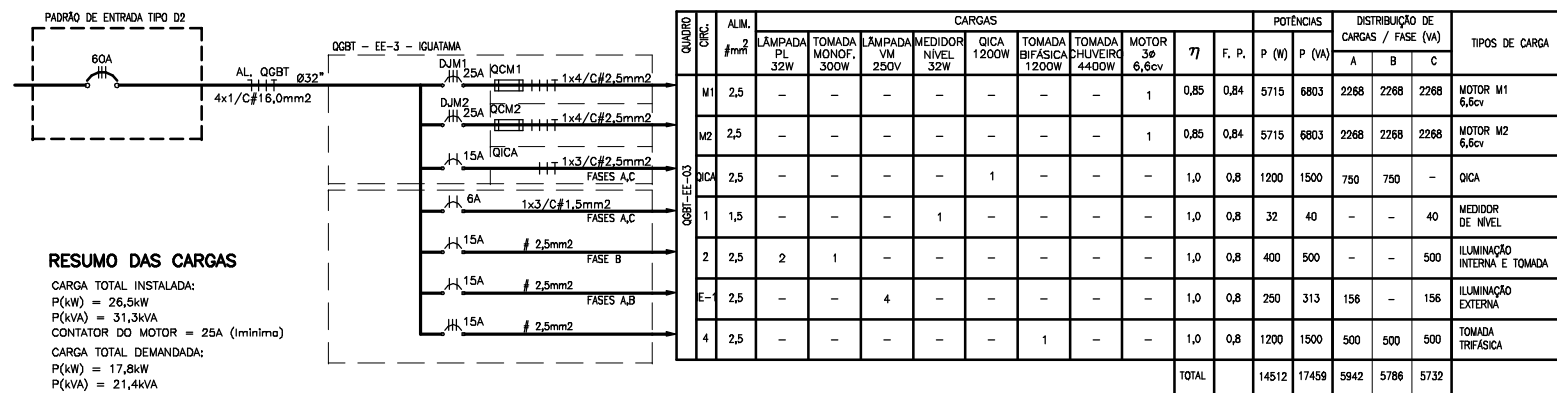 PADRÃO DE ENTRADA TIPO D2
60A
AL. QGBT Ø32"
4x1/C#16,0mm2
QGBT - EE-3 - IGUATAMA
DJM1
25A QCM1 1x4/C#2,5mm2
DJM2
25A QCM2 1x4/C#2,5mm2
15A QICA 1x3/C#2,5mm2
FASES A,C
6A 1x3/C#1,5mm2
FASES A,C
15A # 2,5mm2
FASE B
15A # 2,5mm2
FASES A,B
15A # 2,5mm2
RESUMO DAS CARGAS
CARGA TOTAL INSTALADA:
P(kW) = 26,5kW
P(kVA) = 31,3kVA
CONTATOR DO MOTOR = 25A (Iminima)
CARGA TOTAL DEMANDADA:
P(kW) = 17,8kW
P(kVA) = 21,4kVA
QUADRO CIRC. ALIM. #mm2 CARGAS POTÊNCIAS DISTRIBUIÇÃO DE CARGAS / FASE (VA) TIPOS DE CARGA
LÂMPADA PL 32W TOMADA MONOF. 300W LÂMPADA VM 250V MEDIDOR NÍVEL 32W QICA 1200W TOMADA BIFÁSICA 1200W TOMADA CHUVEIRO 4400W MOTOR 3ø 6,6cv η F. P. P (W) P (VA) A B C
QGBT-EE-03
M1 2,5 - - - - - - - 1 0,85 0,84 5715 6803 2268 2268 2268 MOTOR M1 6,6cv
M2 2,5 - - - - - - - 1 0,85 0,84 5715 6803 2268 2268 2268 MOTOR M2 6,6cv
QICA 2,5 - - - - 1 - - - 1,0 0,8 1200 1500 750 750 - QICA
1 1,5 - - - 1 - - - - 1,0 0,8 32 40 - - 40 MEDIDOR DE NÍVEL
2 2,5 2 1 - - - - - - 1,0 0,8 400 500 - - 500 ILUMINAÇÃO INTERNA E TOMADA
IE-1 2,5 - - 4 - - - - - 1,0 0,8 250 313 156 - 156 ILUMINAÇÃO EXTERNA
4 2,5 - - - - - 1 - - 1,0 0,8 1200 1500 500 500 500 TOMADA TRIFÁSICA
TOTAL 14512 17459 5942 5786 5732